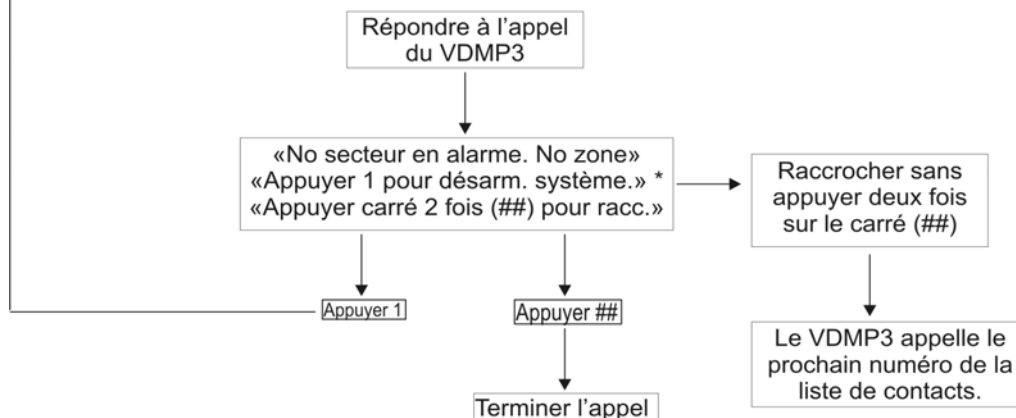 Répondre à l’appel
du VDMP3
«No secteur en alarme. No zone»
«Appuyer 1 pour désarm. système.» *
«Appuyer carré 2 fois (##) pour racc.»
Raccrocher sans
appuyer deux fois
sur le carré (##)
Appuyer 1
Appuyer ##
Le VDMP3 appelle le
prochain numéro de la
liste de contacts.
Terminer l’appel